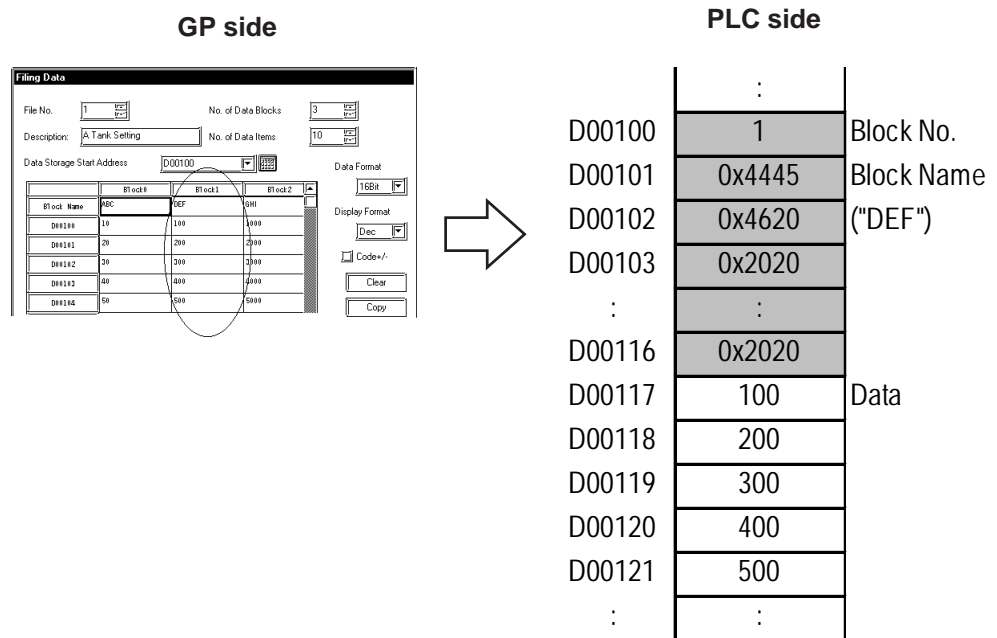 GP side
PLC side
Filing Data
File No. 1 No. of Data Blocks 3
Description: A Tank Setting No. of Data Items 10
Data Storage Start Address D00100
Data Format
16Bit
Display Format
Dec
Code+/-
Clear
Copy
Block0 Block1 Block2
Block Name ABC DEF GHI
D00100 10 100 1000
D00101 20 200 2000
D00102 30 300 3000
D00103 40 400 4000
D00104 50 500 5000
:
D00100 1 Block No.
D00101 0x4445 Block Name
D00102 0x4620 ("DEF")
D00103 0x2020
: :
D00116 0x2020
D00117 100 Data
D00118 200
D00119 300
D00120 400
D00121 500
: :